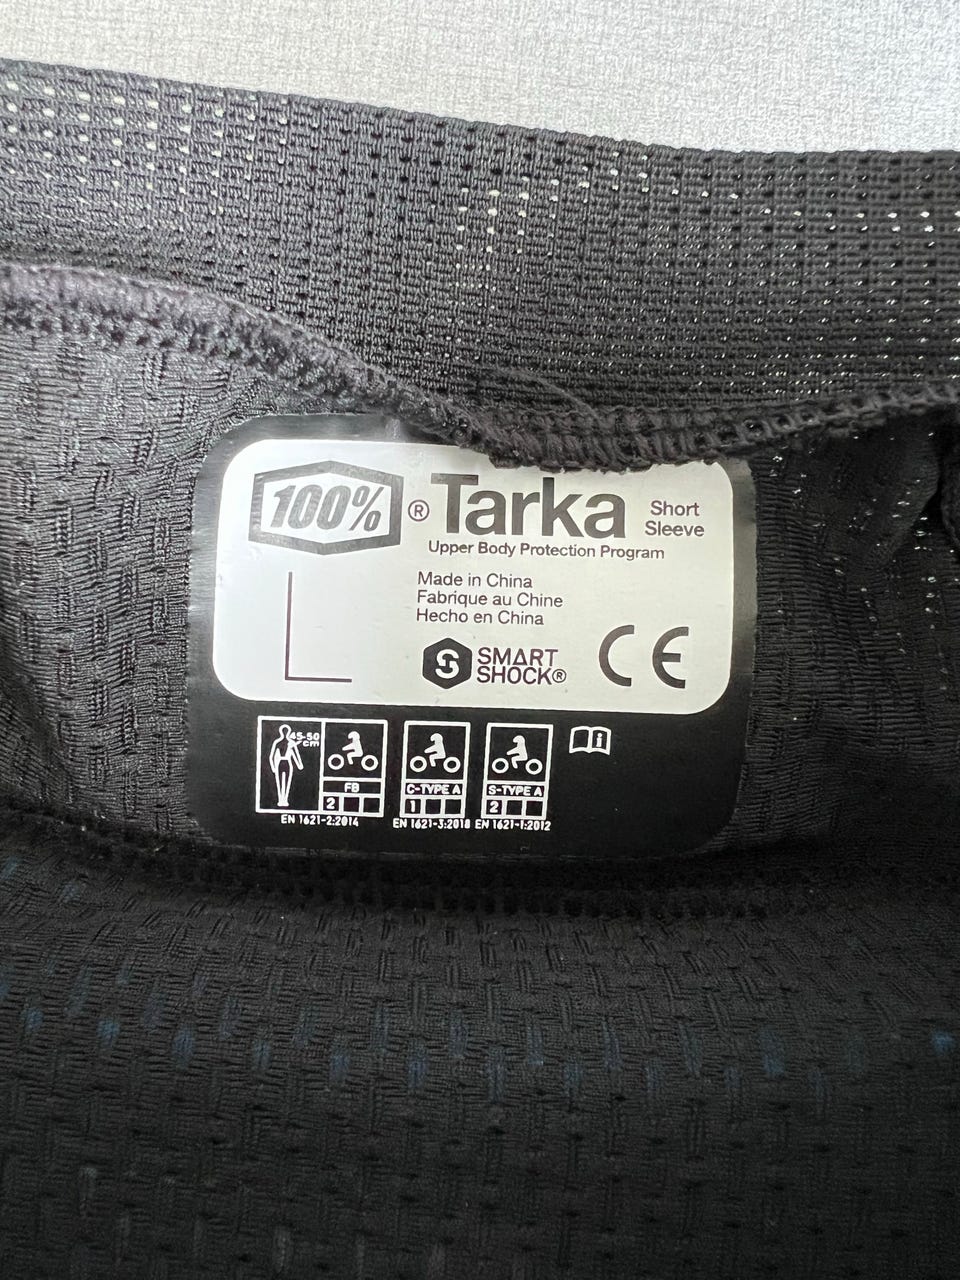 100% ® Tarka Short Sleeve
Upper Body Protection Program
L
Made in China
Fabrique au Chine
Hecho en China
SMART
SHOCK®
CE
45-50
cm
FB
2
EN 1621-2:2014
C-TYPE A
1
EN 1621-3:2018
S-TYPE A
2
EN 1621-1:2012
i